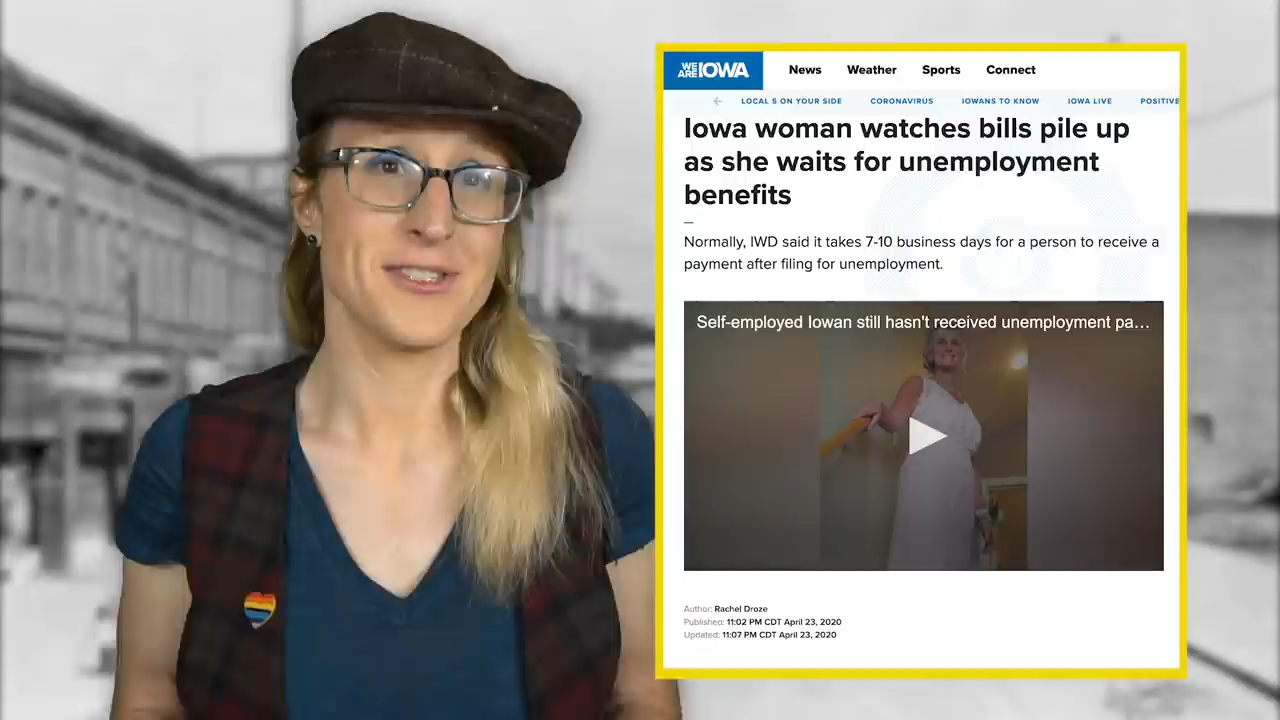 WE ARE IOWA
News Weather Sports Connect
LOCAL 5 ON YOUR SIDE CORONAVIRUS IOWANS TO KNOW IOWA LIVE POSITIVE
Iowa woman watches bills pile up
as she waits for unemployment
benefits
Normally, IWD said it takes 7-10 business days for a person to receive a
payment after filing for unemployment.
Self-employed Iowan still hasn't received unemployment pa...
Author: Rachel Droze
Published: 11:02 PM CDT April 23, 2020
Updated: 11:07 PM CDT April 23, 2020